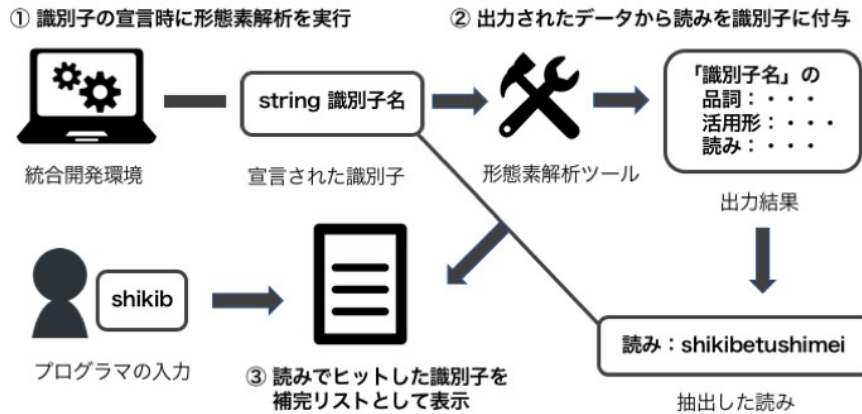 ① 識別子の宣言時に形態素解析を実行
② 出力されたデータから読みを識別子に付与
string 識別子名
「識別子名」の
品詞：・・・
活用形：・・・・
読み：・・・
統合開発環境
宣言された識別子
形態素解析ツール
出力結果
shikib
プログラマの入力
③ 読みでヒットした識別子を
補完リストとして表示
読み：shikibetushimei
抽出した読み